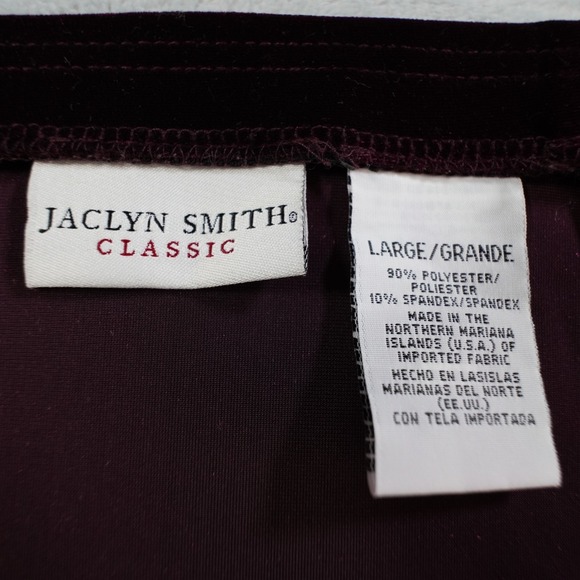 JACLYN SMITH®
CLASSIC
LARGE/GRANDE
90% POLYESTER/
POLIESTER
10% SPANDEX/SPANDEX
MADE IN THE
NORTHERN MARIANA
ISLANDS (U.S.A.) OF
IMPORTED FABRIC
HECHO EN LASISLAS
MARIANAS DEL NORTE
(EE.UU.)
CON TELA IMPORTADA